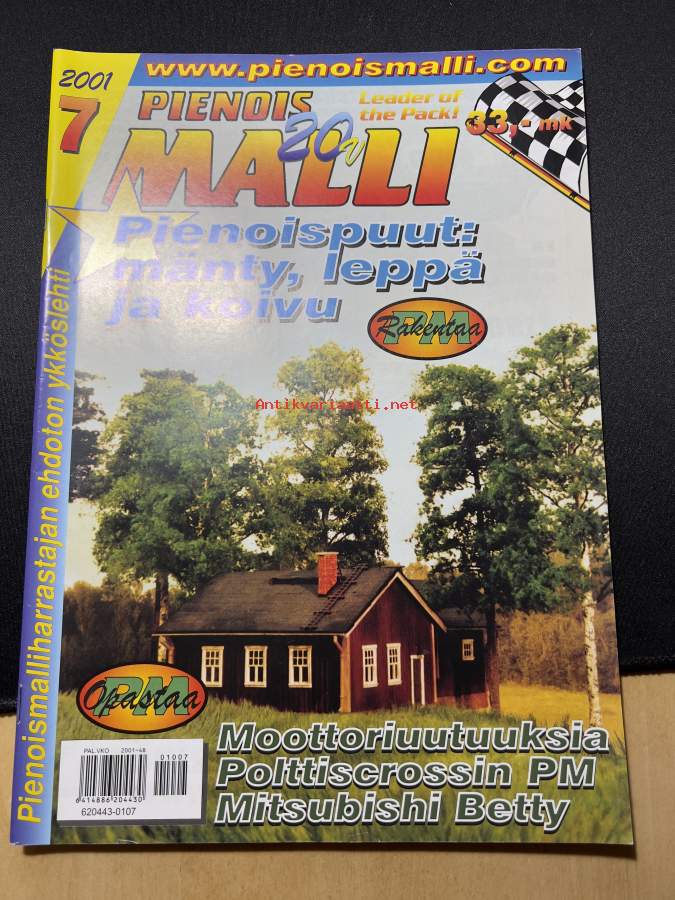 www.pienoismalli.com
2001
7
PIENOIS
20v
MALLI
Leader of
the Pack!
33,- mk
Pienoispuut:
mänty, leppä
ja koivu
PM
Rakentaa
Pienoismalliharrastajan ehdoton ykköslehti
Antikvariaatti.net
PM
Opastaa
Moottoriuutuuksia
Polttiscrossin PM
Mitsubishi Betty
PAL.VKO 2001-48
01007
6414886204430
620443-0107